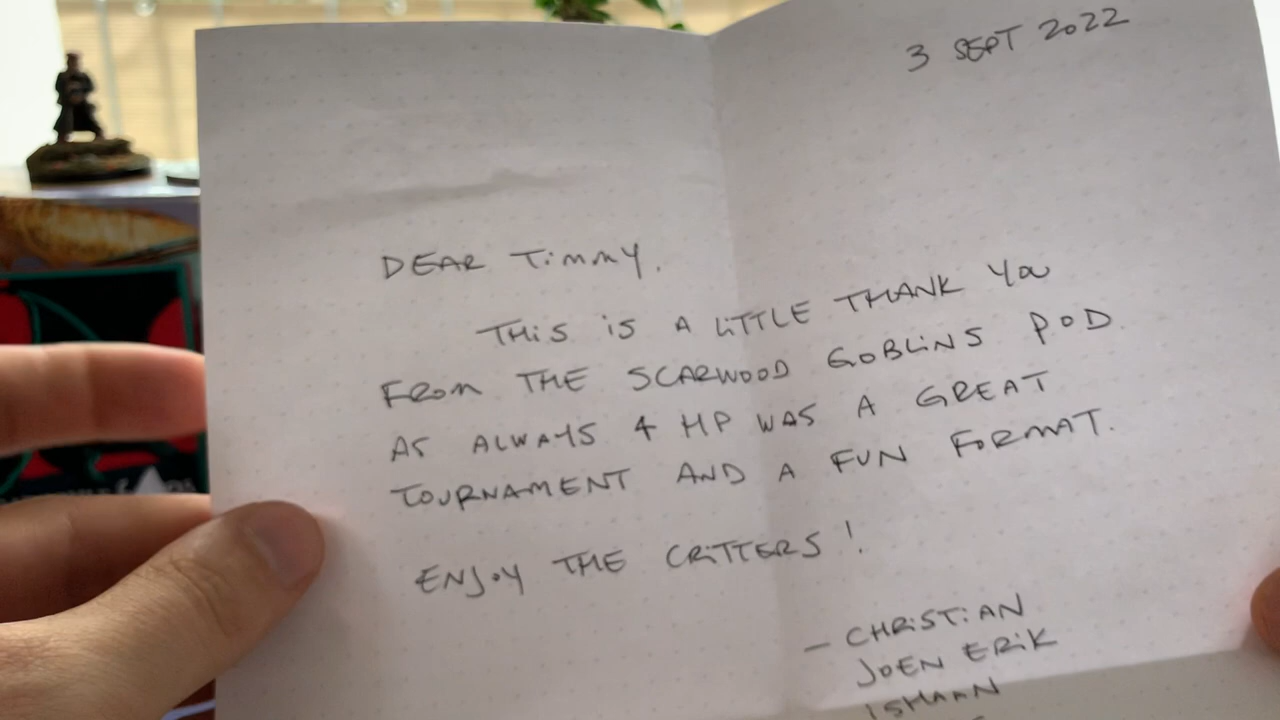 3 SEPT 2022
DEAR TIMMY.
THIS IS A LITTLE THANK YOU
FROM THE SCARWOOD GOBLINS POD
AS ALWAYS 4 HP WAS A GREAT
TOURNAMENT AND A FUN FORMAT.
ENJOY THE CRITTERS!
— CHRISTIAN
JOEN ERIK
ISHAAN